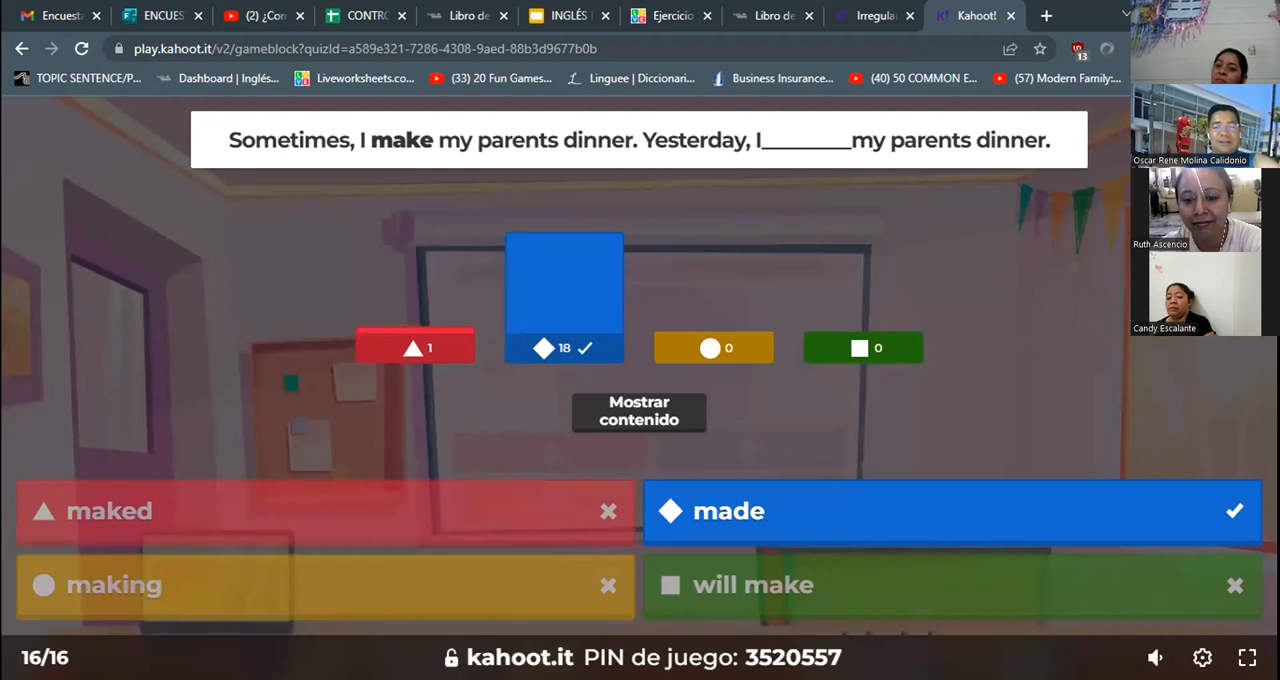 Encuesta
ENCUES
(2) ¿Con
CONTRO
Libro de
INGLÉS
Ejercicio
Libro de
Irregular
Kahoot!
play.kahoot.it/v2/gameblock?quizId=a589e321-7286-4308-9aed-88b3d9677b0b
13
TOPIC SENTENCE/P...
Dashboard | Inglés...
Liveworksheets.co...
(33) 20 Fun Games...
Linguee | Diccionari...
Business Insurance...
(40) 50 COMMON E...
(57) Modern Family:...
Sometimes, I make my parents dinner. Yesterday, I________my parents dinner.
Oscar Rene Molina Calidonio
Ruth Ascencio
Candy Escalante
1
18
0
0
Mostrar
contenido
maked
made
making
will make
16/16
kahoot.it PIN de juego: 3520557